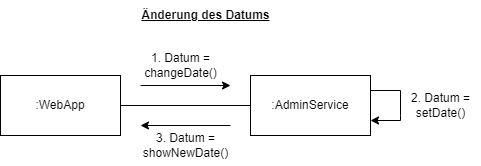 Änderung des Datums
1. Datum =
changeDate()
:WebApp
:AdminService
2. Datum =
setDate()
3. Datum =
showNewDate()